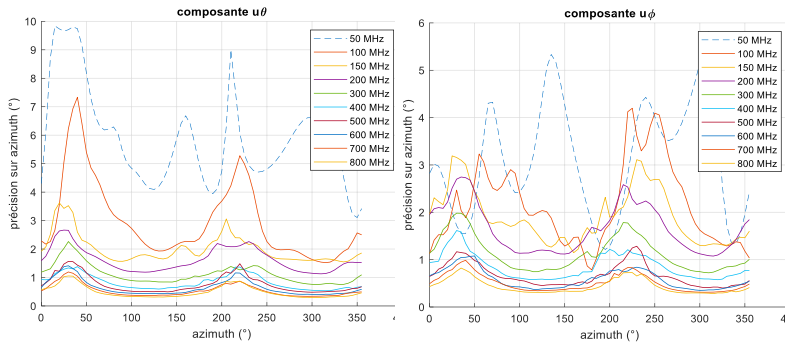 composante uθ
10
9
8
7
6
5
4
3
2
1
0
précision sur azimuth (°)
0
50
100
150
200
250
300
350
azimuth (°)
50 MHz
100 MHz
150 MHz
200 MHz
300 MHz
400 MHz
500 MHz
600 MHz
700 MHz
800 MHz
composante uϕ
6
5
4
3
2
1
0
précision sur azimuth (°)
0
50
100
150
200
250
300
350
azimuth (°)
50 MHz
100 MHz
150 MHz
200 MHz
300 MHz
400 MHz
500 MHz
600 MHz
700 MHz
800 MHz